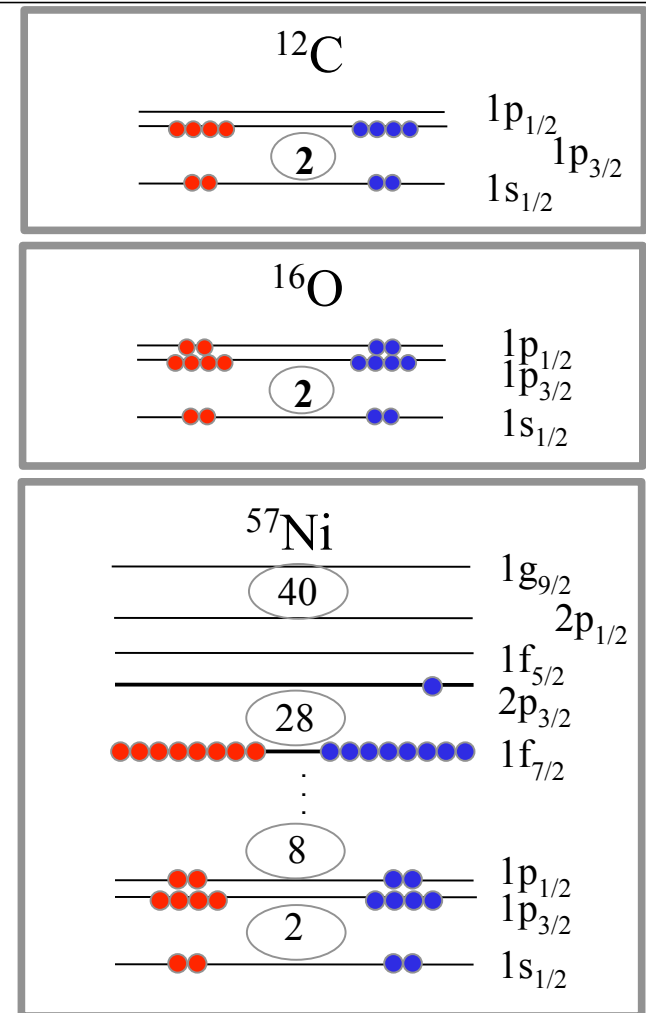 ¹²C
1p₁/₂
2 1p₃/₂
1s₁/₂
¹⁶O
1p₁/₂
1p₃/₂
2
1s₁/₂
⁵⁷Ni
1g₉/₂
40
2p₁/₂
1f₅/₂
2p₃/₂
28
1f₇/₂
8
1p₁/₂
1p₃/₂
2
1s₁/₂